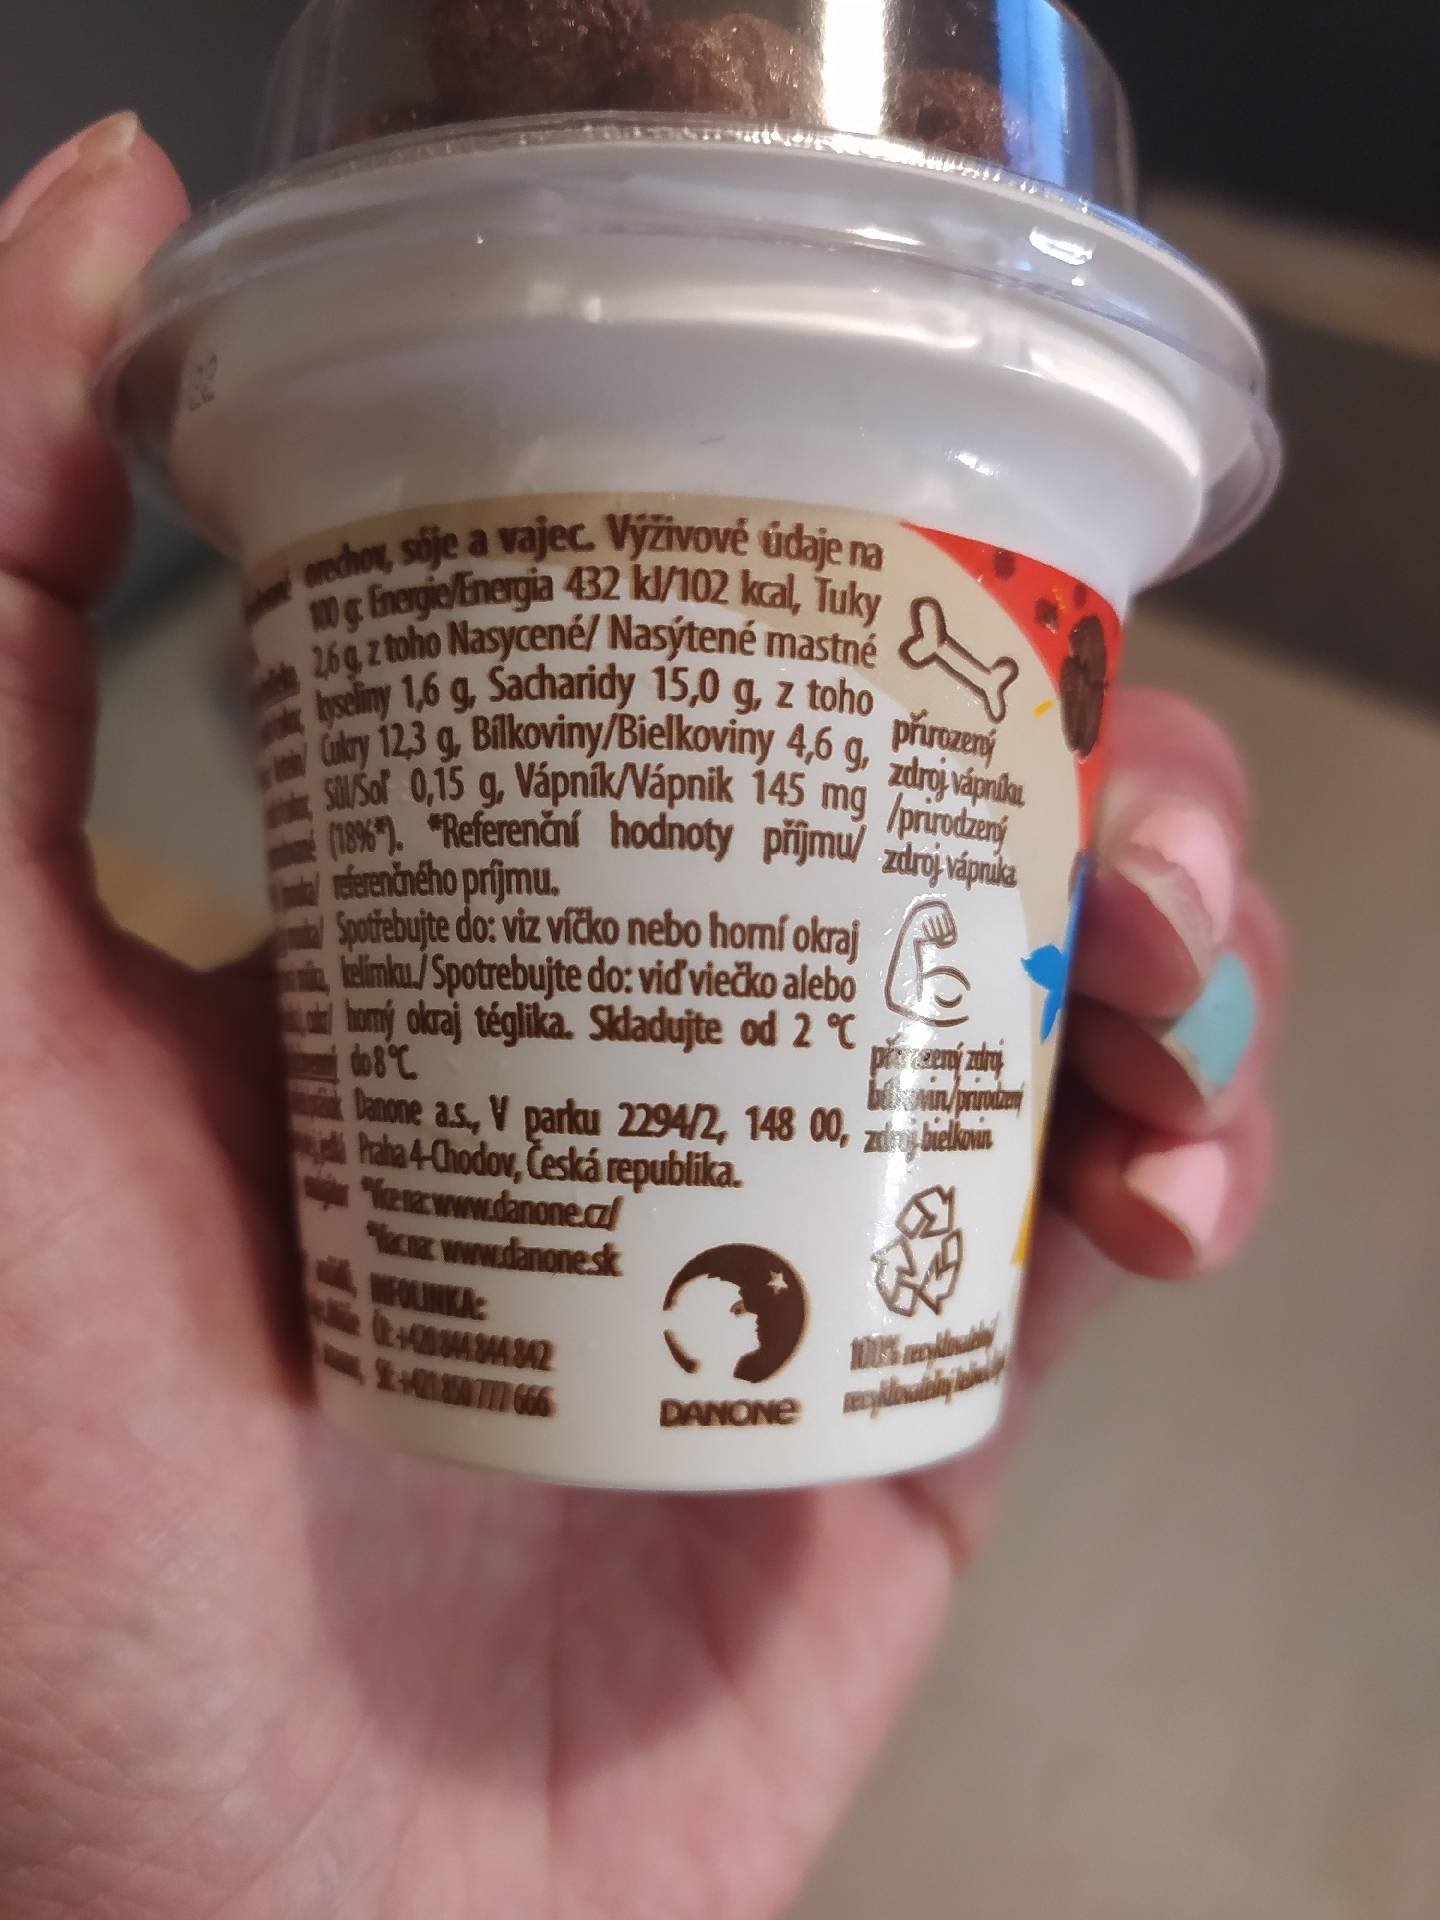 orechov, sóje a vajec. Výživové údaje na
100 g: Energie/Energia 432 kJ/102 kcal, Tuky
2,6 g, z toho Nasycené/ Nasýtené mastné
kyseliny 1,6 g, Sacharidy 15,0 g, z toho
Cukry 12,3 g, Bílkoviny/Bielkoviny 4,6 g,
Sůl/Soľ 0,15 g, Vápník/Vápnik 145 mg
(18%*). *Referenční hodnoty příjmu/
referenčného príjmu.
Spotřebujte do: viz víčko nebo horní okraj
kelímku./ Spotrebujte do: viď viečko alebo
horný okraj téglika. Skladujte od 2 °C
do 8 °C.
Danone a.s., V parku 2294/2, 148 00,
Praha 4-Chodov, Česká republika.
*Více na: www.danone.cz/
*Viac na: www.danone.sk
INFOLINKA:
+420 844 844 842
+421 850 777 666
DANONE
přirozený
zdroj vápníku
/prirodzený
zdroj vápnika
přirozený zdroj
bílkovin/prirodzený
zdroj bielkovin
100%